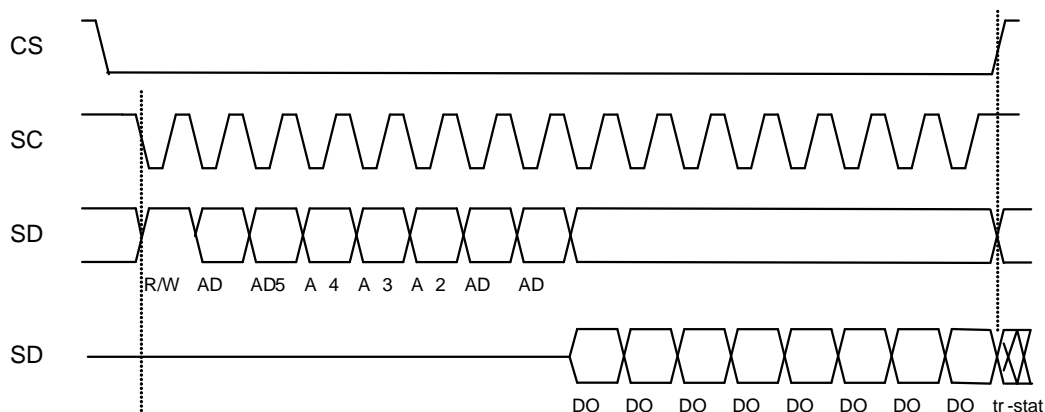 CS
SC
SD
R/W AD AD5 A 4 A 3 A 2 AD AD
SD
DO DO DO DO DO DO DO DO tr -stat